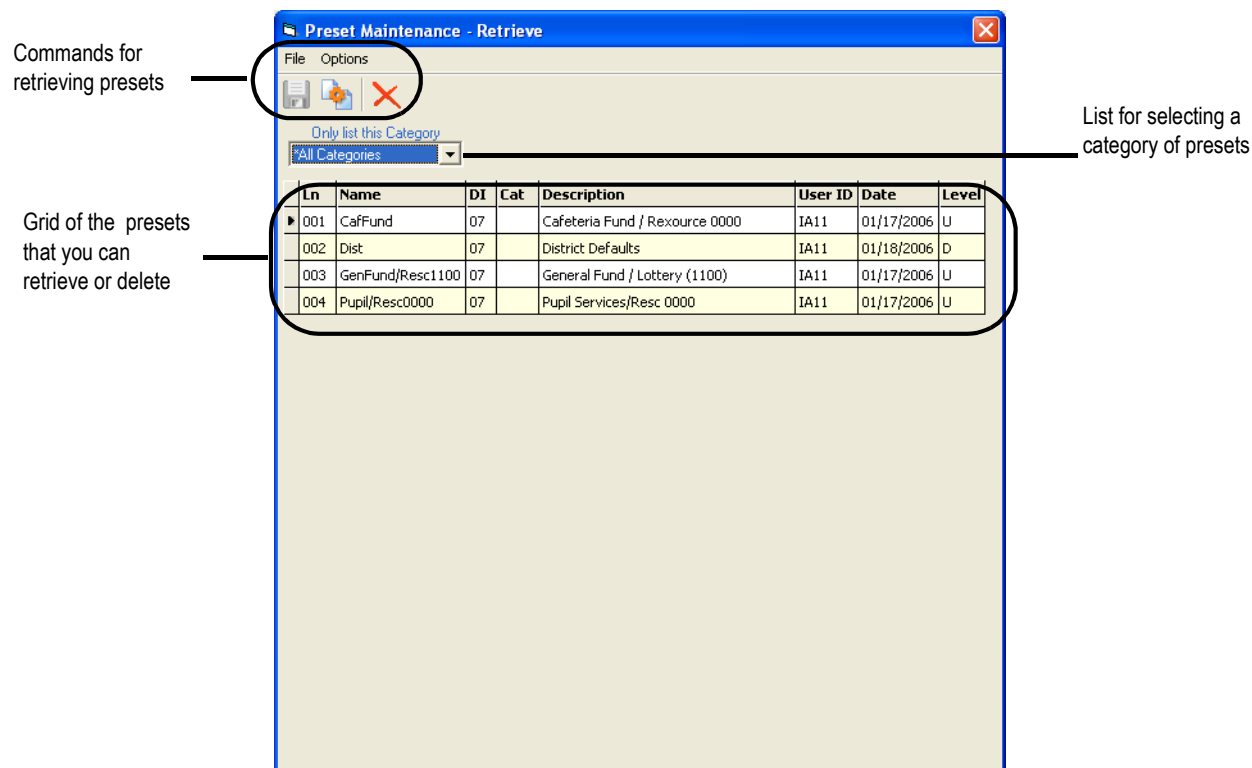 Preset Maintenance - Retrieve
Commands for
retrieving presets
File Options
Only list this Category
*All Categories
List for selecting a
category of presets
Ln Name DI Cat Description User ID Date Level
001 CafFund 07 Cafeteria Fund / Rexource 0000 IA11 01/17/2006 U
002 Dist 07 District Defaults IA11 01/18/2006 D
003 GenFund/Resc1100 07 General Fund / Lottery (1100) IA11 01/17/2006 U
004 Pupil/Resc0000 07 Pupil Services/Resc 0000 IA11 01/17/2006 U
Grid of the presets
that you can
retrieve or delete